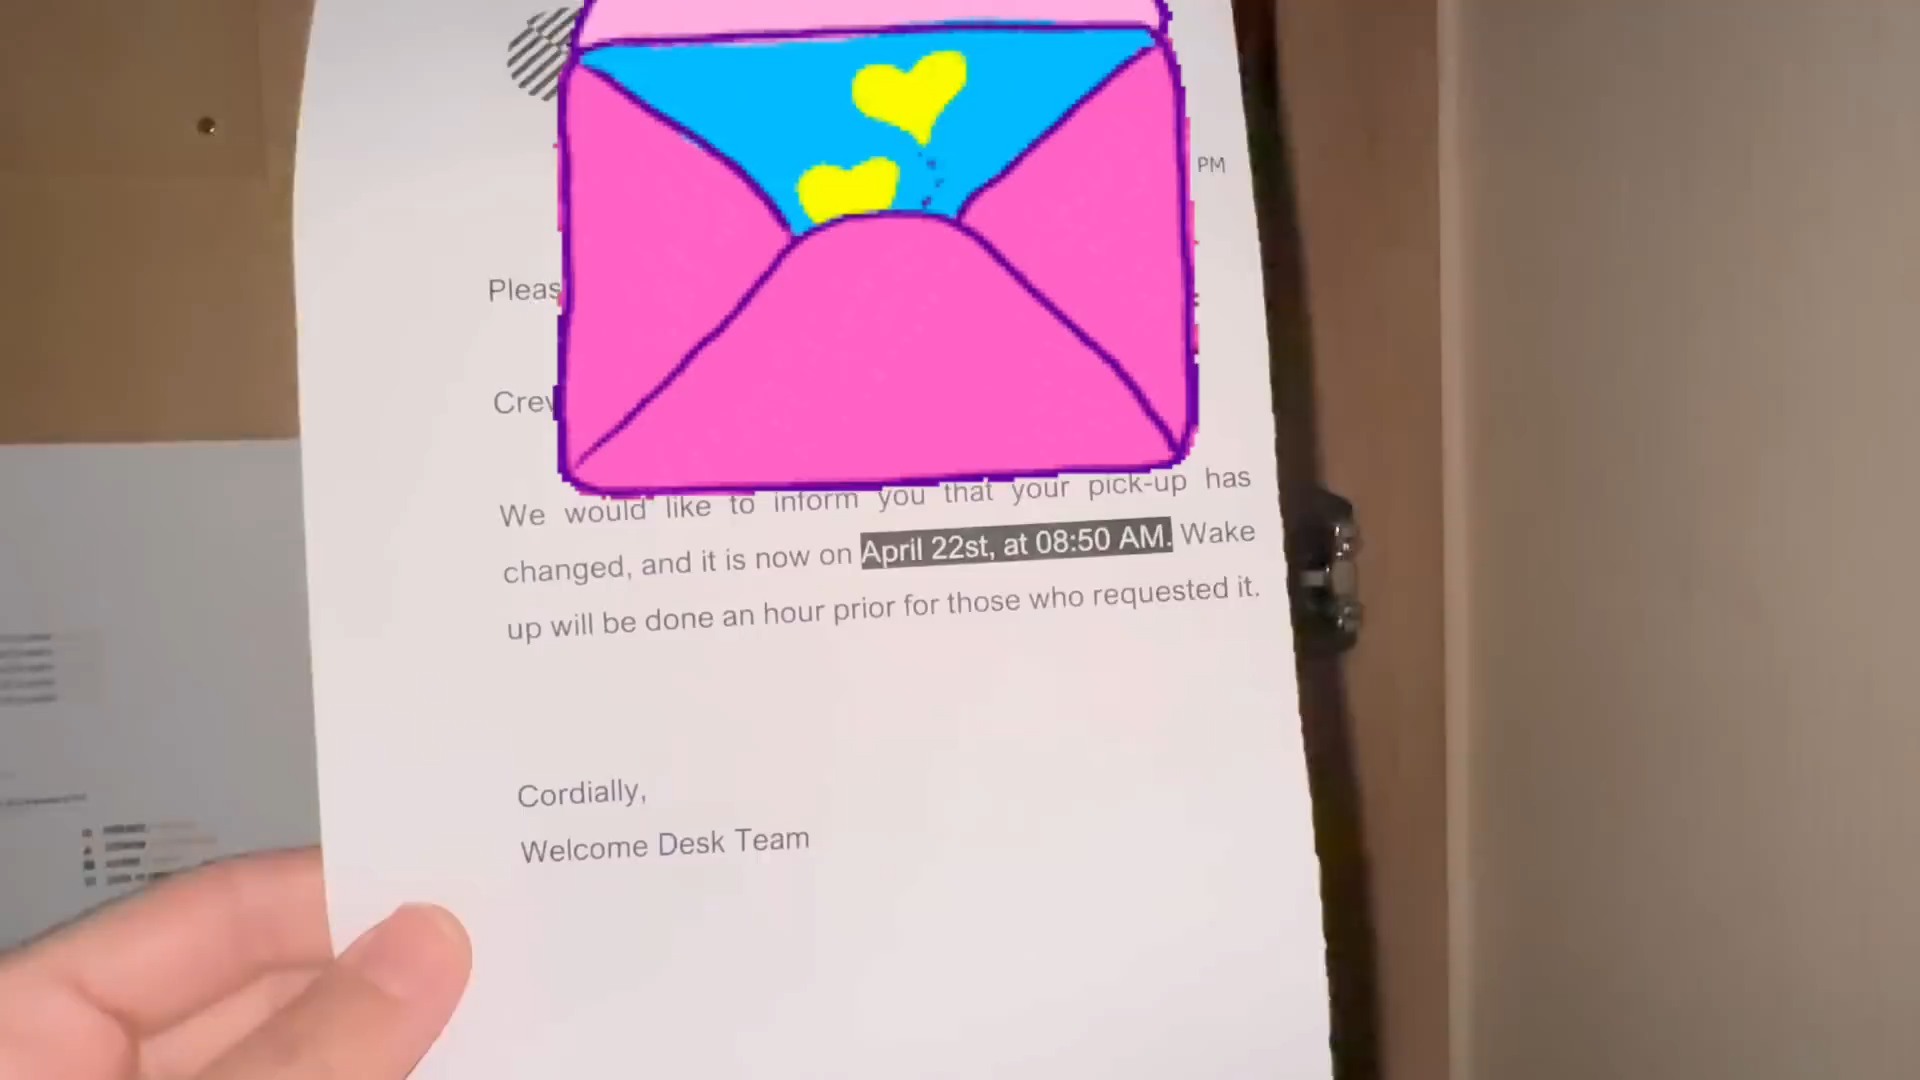 PM
We would like to inform you that your pick-up has
changed, and it is now on April 22st, at 08:50 AM. Wake
up will be done an hour prior for those who requested it.
Cordially,
Welcome Desk Team